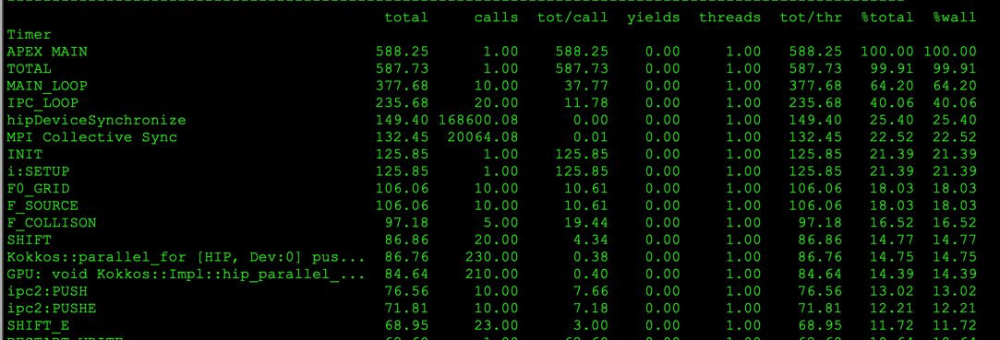 total calls tot/call yields threads tot/thr %total %wall
Timer
APEX MAIN 588.25 1.00 588.25 0.00 1.00 588.25 100.00 100.00
TOTAL 587.73 1.00 587.73 0.00 1.00 587.73 99.91 99.91
MAIN_LOOP 377.68 10.00 37.77 0.00 1.00 377.68 64.20 64.20
IPC_LOOP 235.68 20.00 11.78 0.00 1.00 235.68 40.06 40.06
hipDeviceSynchronize 149.40 168600.08 0.00 0.00 1.00 149.40 25.40 25.40
MPI Collective Sync 132.45 20064.08 0.01 0.00 1.00 132.45 22.52 22.52
INIT 125.85 1.00 125.85 0.00 1.00 125.85 21.39 21.39
i:SETUP 125.85 1.00 125.85 0.00 1.00 125.85 21.39 21.39
F0_GRID 106.06 10.00 10.61 0.00 1.00 106.06 18.03 18.03
F_SOURCE 106.06 10.00 10.61 0.00 1.00 106.06 18.03 18.03
F_COLLISON 97.18 5.00 19.44 0.00 1.00 97.18 16.52 16.52
SHIFT 86.86 20.00 4.34 0.00 1.00 86.86 14.77 14.77
Kokkos::parallel_for [HIP, Dev:0] pus... 86.76 230.00 0.38 0.00 1.00 86.76 14.75 14.75
GPU: void Kokkos::Impl::hip_parallel_... 84.64 210.00 0.40 0.00 1.00 84.64 14.39 14.39
ipc2:PUSH 76.56 10.00 7.66 0.00 1.00 76.56 13.02 13.02
ipc2:PUSHE 71.81 10.00 7.18 0.00 1.00 71.81 12.21 12.21
SHIFT_E 68.95 23.00 3.00 0.00 1.00 68.95 11.72 11.72